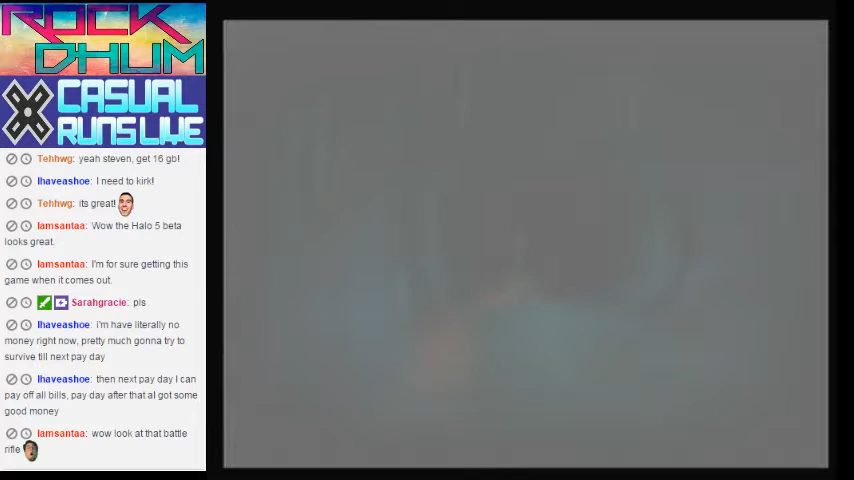 ROCK
DHUM
CASUAL
RUNS LIVE
Tehhwg: yeah steven, get 16 gb!
Ihaveashoe: I need to kirk!
Tehhwg: its great!
Iamsantaa: Wow the Halo 5 beta
looks great.
Iamsantaa: I'm for sure getting this
game when it comes out.
Sarahgracie: pls
Ihaveashoe: i'm have literally no
money right now, pretty much gonna try to
survive till next pay day
Ihaveashoe: then next pay day I can
pay off all bills, pay day after that aI got some
good money
Iamsantaa: wow look at that battle
rifle